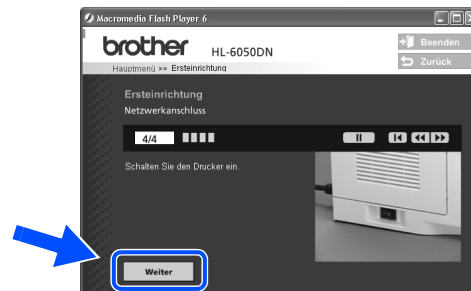 Macromedia Flash Player 6
brother HL-6050DN
Beenden
Zurück
Hauptmenü >> Ersteinrichtung
Ersteinrichtung
Netzwerkanschluss
4/4
Schalten Sie den Drucker ein.
Weiter